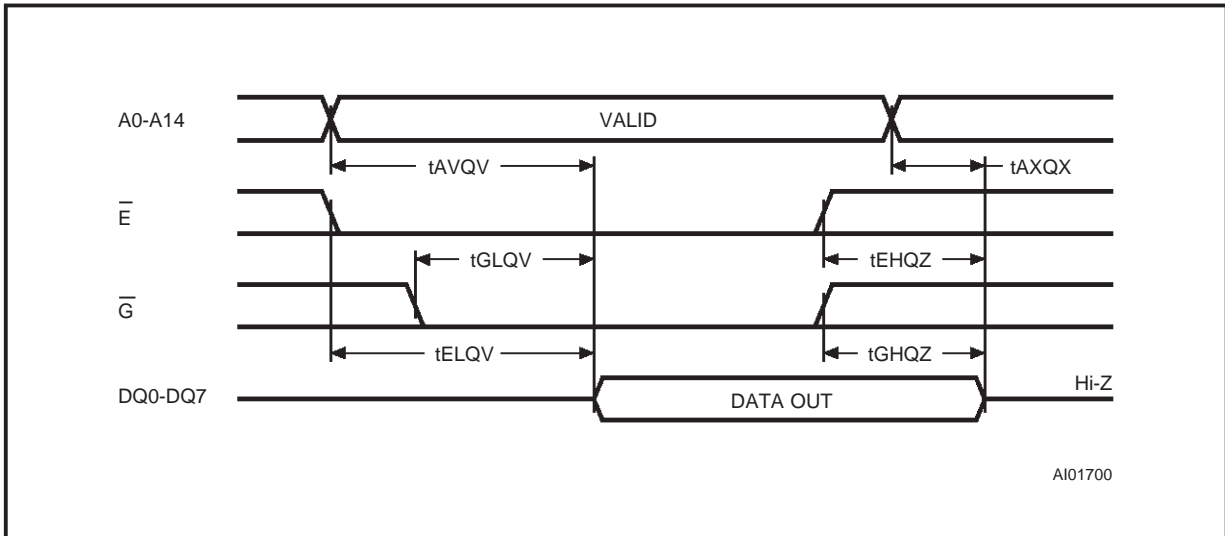 A0-A14
VALID
tAVQV
tAXQX
E̅
tGLQV
tEHQZ
G̅
tELQV
tGHQZ
DQ0-DQ7
DATA OUT
Hi-Z
AI01700